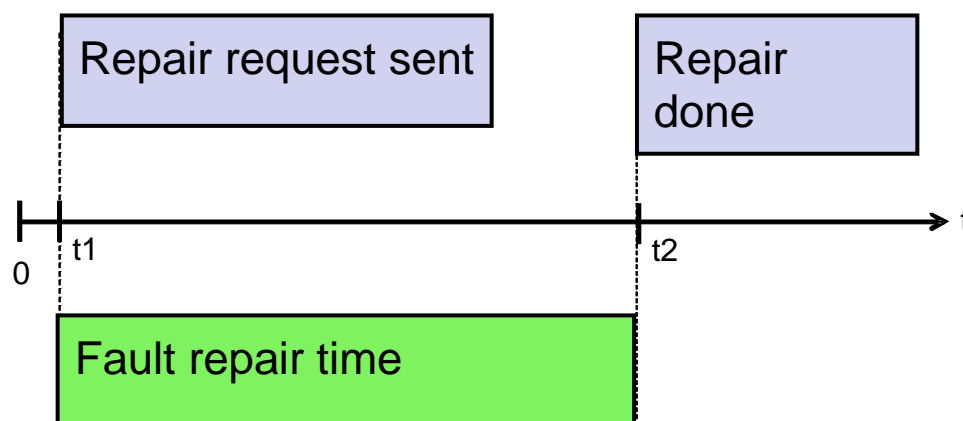 Repair request sent
Repair
done
t
t1
t2
0
Fault repair time